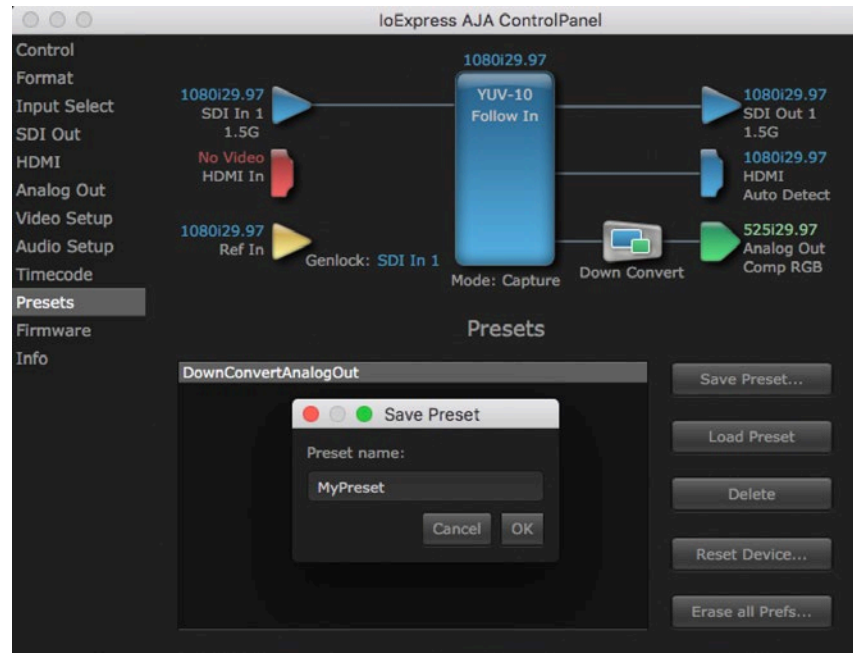 IoExpress AJA ControlPanel
Control
Format
Input Select
SDI Out
HDMI
Analog Out
Video Setup
Audio Setup
Timecode
Presets
Firmware
Info
1080i29.97
YUV-10
Follow In
Mode: Capture
1080i29.97
SDI In 1
1.5G
No Video
HDMI In
1080i29.97
Ref In
Genlock: SDI In 1
1080i29.97
SDI Out 1
1.5G
1080i29.97
HDMI
Auto Detect
Down Convert
525i29.97
Analog Out
Comp RGB
Presets
DownConvertAnalogOut
Save Preset
Preset name:
MyPreset
Cancel OK
Save Preset...
Load Preset
Delete
Reset Device...
Erase all Prefs...